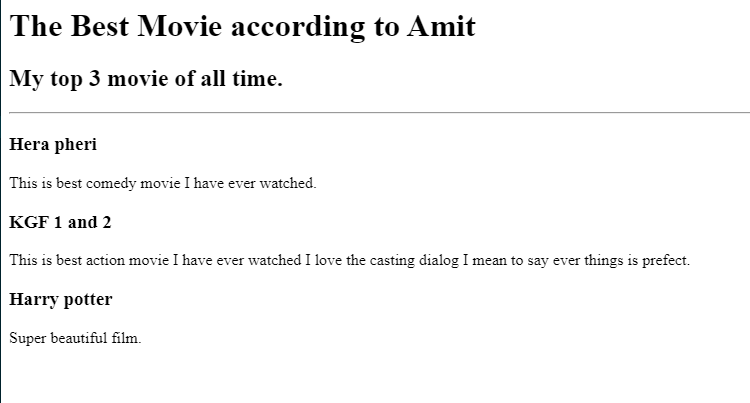 The Best Movie according to Amit
My top 3 movie of all time.
Hera pheri
This is best comedy movie I have ever watched.
KGF 1 and 2
This is best action movie I have ever watched I love the casting dialog I mean to say ever things is prefect.
Harry potter
Super beautiful film.